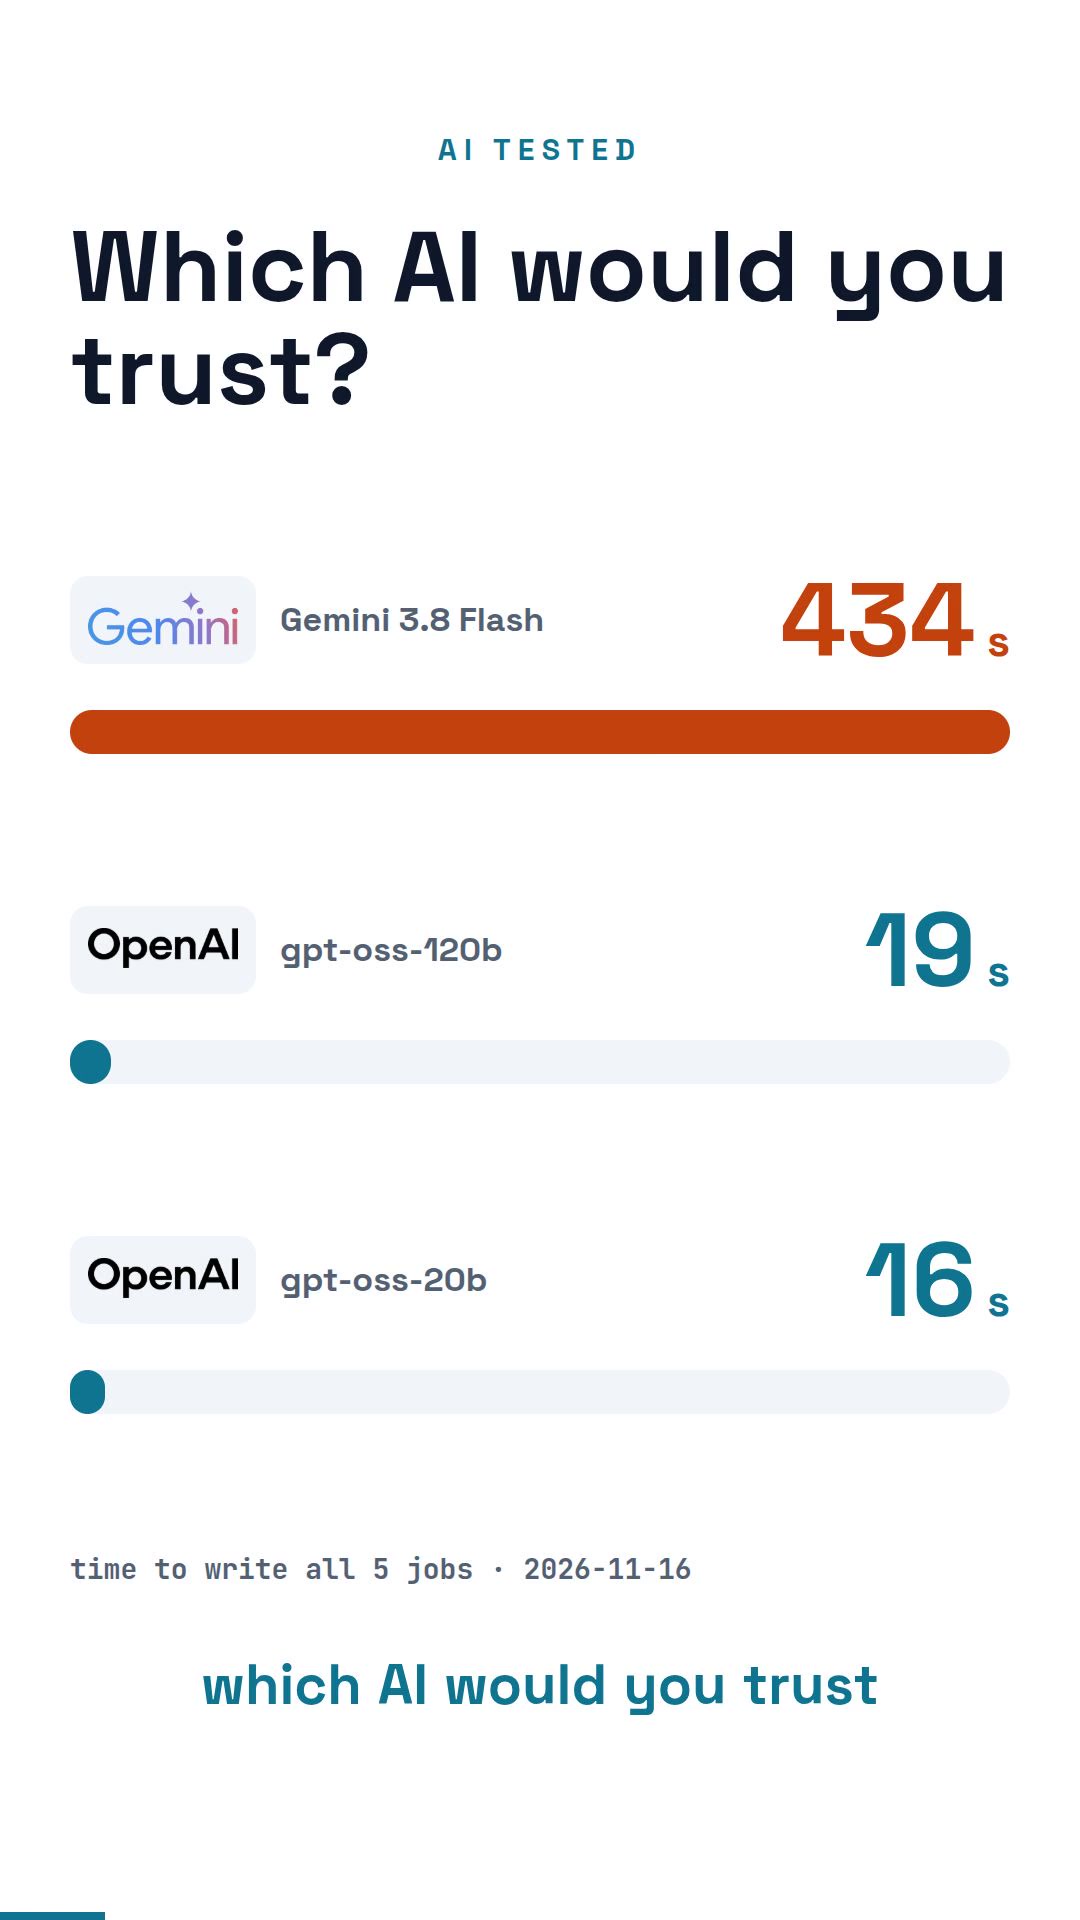 AI TESTED
Which AI would you
trust?
Gemini Gemini 3.8 Flash 434 s
OpenAI gpt-oss-120b 19 s
OpenAI gpt-oss-20b 16 s
time to write all 5 jobs · 2026-11-16
which AI would you trust